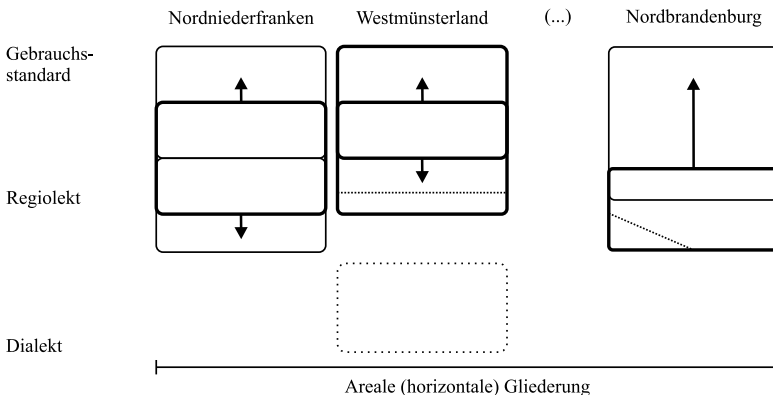 Nordniederfranken Westmünsterland (...) Nordbrandenburg
Gebrauchs-
standard
Regiolekt
Dialekt
Areale (horizontale) Gliederung